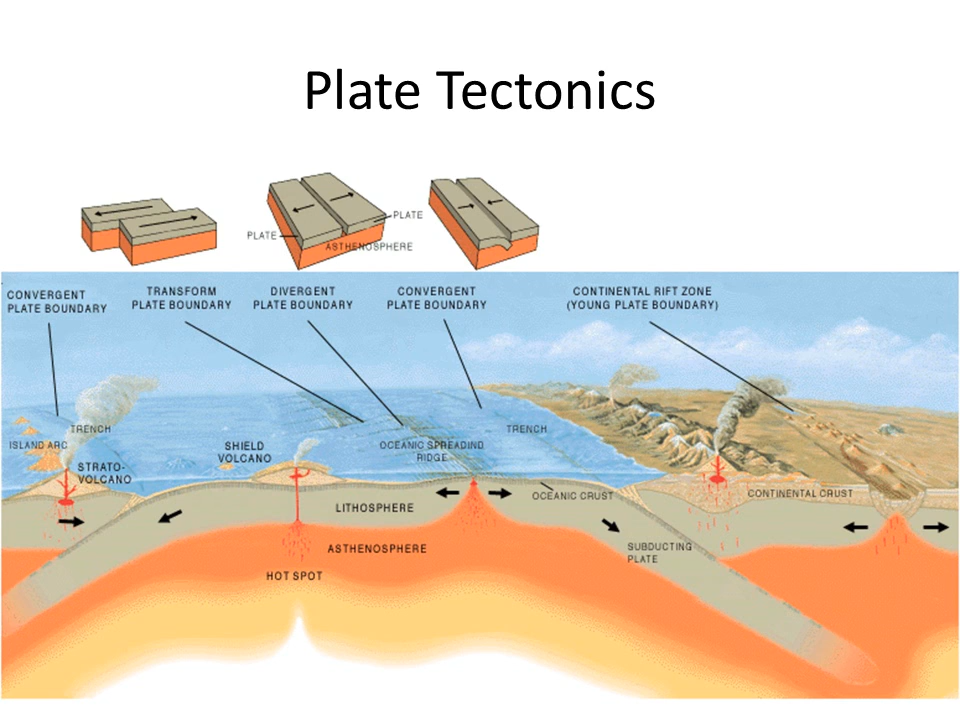 Plate Tectonics
PLATE
PLATE
ASTHENOSPHERE
CONVERGENT
PLATE BOUNDARY
TRANSFORM
PLATE BOUNDARY
DIVERGENT
PLATE BOUNDARY
CONVERGENT
PLATE BOUNDARY
CONTINENTAL RIFT ZONE
(YOUNG PLATE BOUNDARY)
TRENCH
ISLAND ARC
STRATO-
VOLCANO
SHIELD
VOLCANO
OCEANIC SPREADING
RIDGE
TRENCH
OCEANIC CRUST
CONTINENTAL CRUST
LITHOSPHERE
ASTHENOSPHERE
SUBDUCTING
PLATE
HOT SPOT